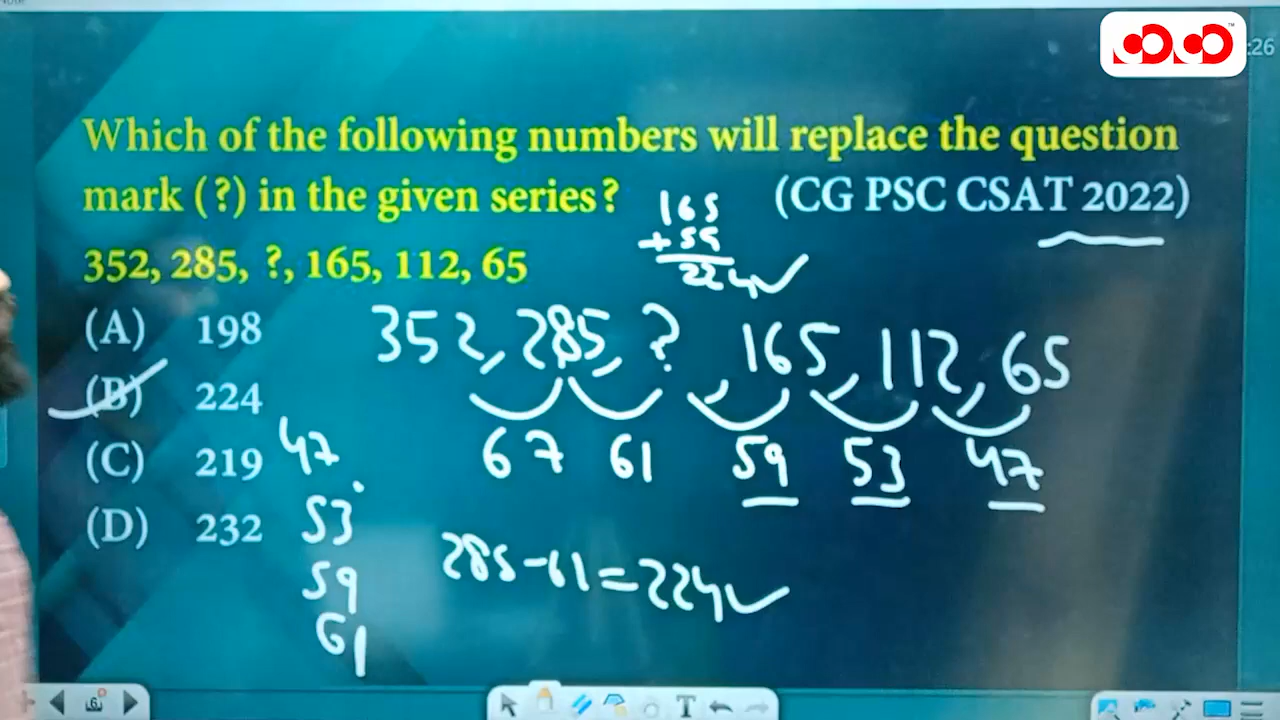 :26
Which of the following numbers will replace the question
mark (?) in the given series?
(CG PSC CSAT 2022)
165
+ 59
224
352, 285, ?, 165, 112, 65
(A) 198
(B) 224
(C) 219
(D) 232
352, 285, ? 165, 112, 65
67 61 59 53 47
47
53
59
61
285-61=224
T